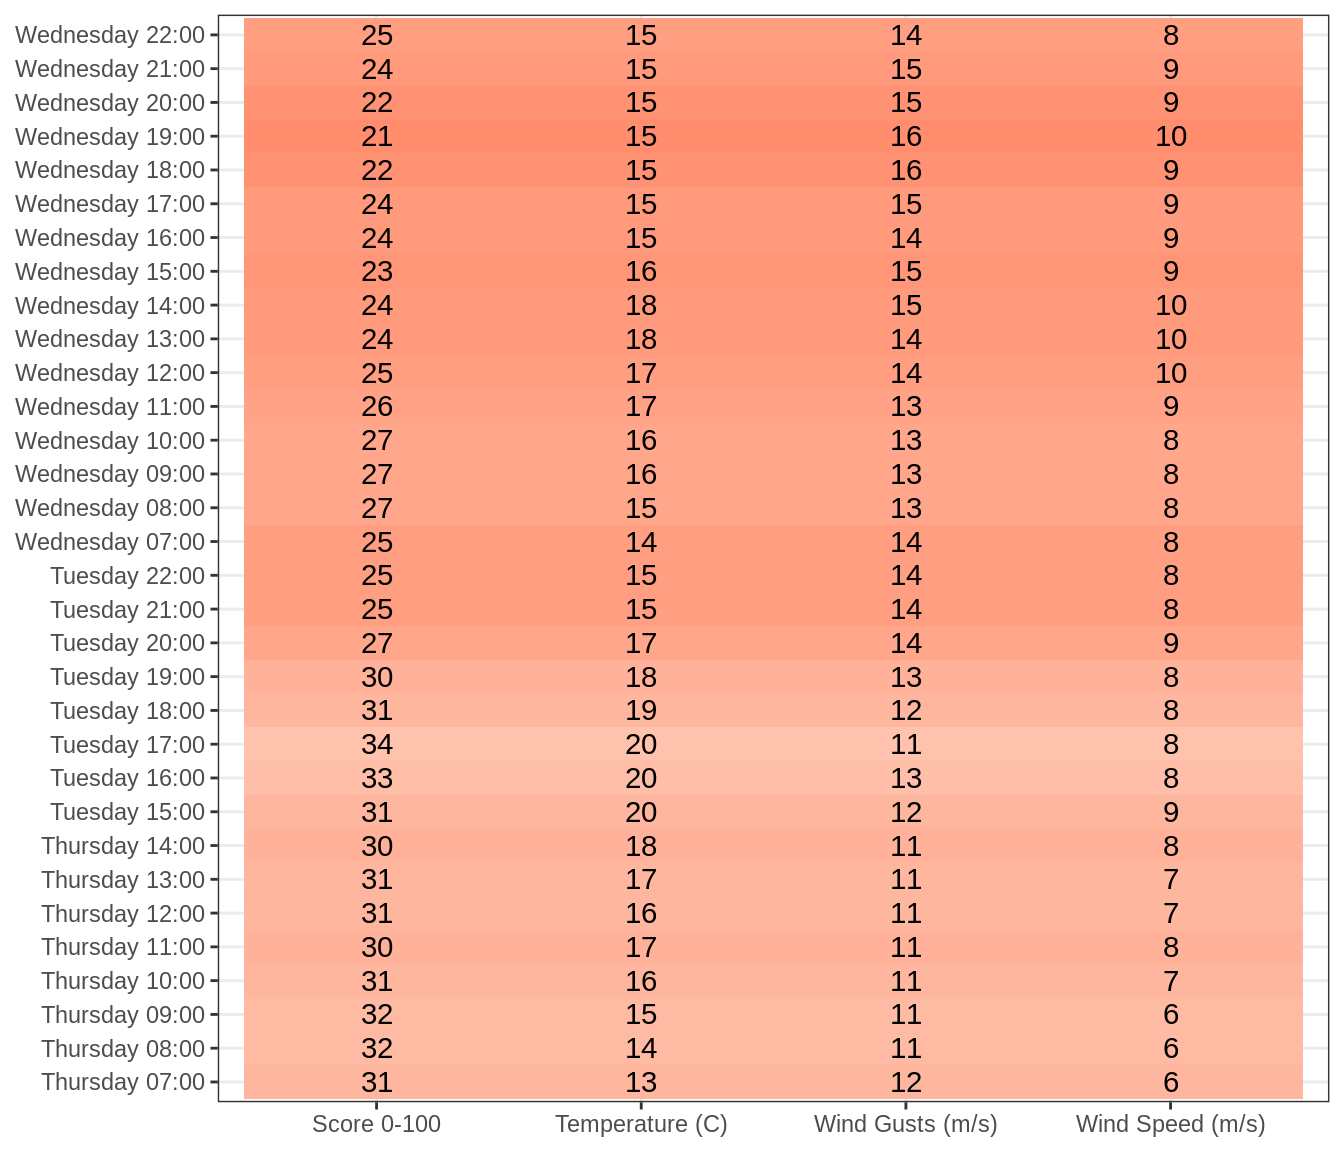 Wednesday 22:00 25 15 14 8
Wednesday 21:00 24 15 15 9
Wednesday 20:00 22 15 15 9
Wednesday 19:00 21 15 16 10
Wednesday 18:00 22 15 16 9
Wednesday 17:00 24 15 15 9
Wednesday 16:00 24 15 14 9
Wednesday 15:00 23 16 15 9
Wednesday 14:00 24 18 15 10
Wednesday 13:00 24 18 14 10
Wednesday 12:00 25 17 14 10
Wednesday 11:00 26 17 13 9
Wednesday 10:00 27 16 13 8
Wednesday 09:00 27 16 13 8
Wednesday 08:00 27 15 13 8
Wednesday 07:00 25 14 14 8
Tuesday 22:00 25 15 14 8
Tuesday 21:00 25 15 14 8
Tuesday 20:00 27 17 14 9
Tuesday 19:00 30 18 13 8
Tuesday 18:00 31 19 12 8
Tuesday 17:00 34 20 11 8
Tuesday 16:00 33 20 13 8
Tuesday 15:00 31 20 12 9
Thursday 14:00 30 18 11 8
Thursday 13:00 31 17 11 7
Thursday 12:00 31 16 11 7
Thursday 11:00 30 17 11 8
Thursday 10:00 31 16 11 7
Thursday 09:00 32 15 11 6
Thursday 08:00 32 14 11 6
Thursday 07:00 31 13 12 6
Score 0-100 Temperature (C) Wind Gusts (m/s) Wind Speed (m/s)